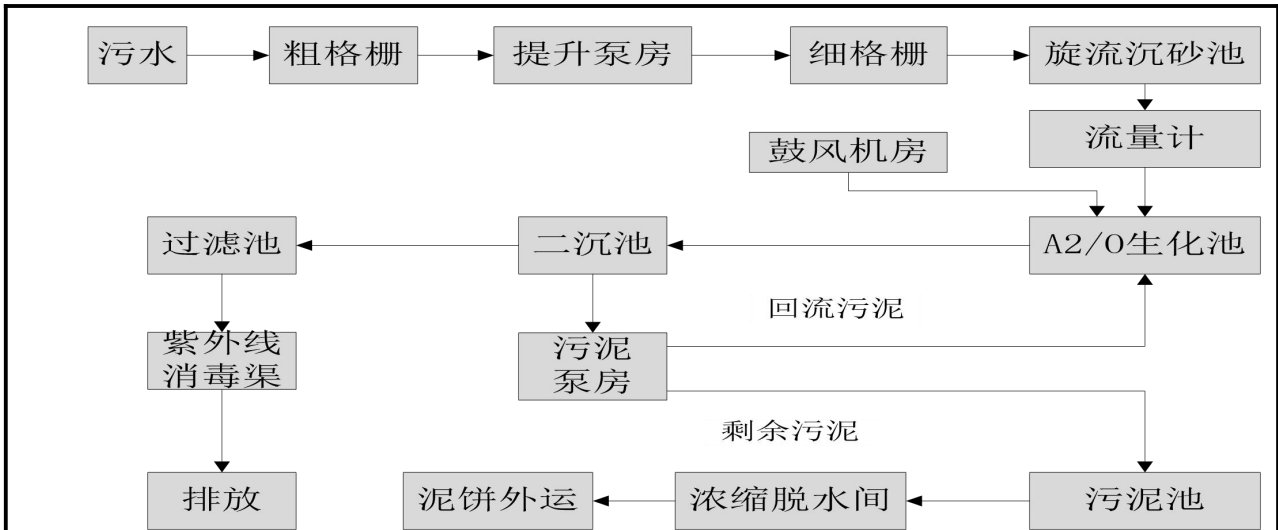 污水
粗格栅
提升泵房
细格栅
旋流沉砂池
流量计
鼓风机房
过滤池
二沉池
A2/O生化池
回流污泥
紫外线
消毒渠
污泥
泵房
剩余污泥
排放
泥饼外运
浓缩脱水间
污泥池